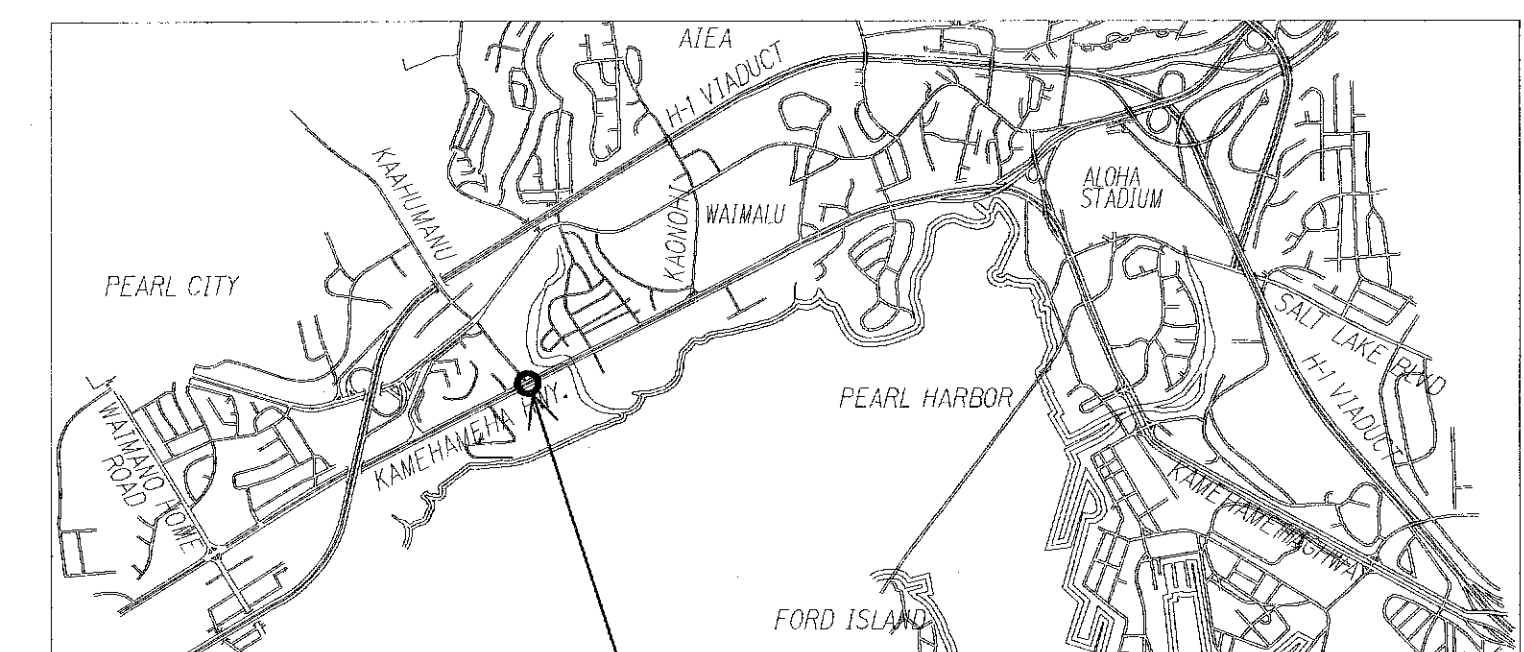 AIEA
H-1 VIADUCT
KAAHUMANU
KAONOHI
WAIMALU
ALOHA
STADIUM
PEARL CITY
SALT LAKE BLVD
H-1 VIADUCT
PEARL HARBOR
KAMEHAMEHA HWY.
WAIMANO HOME
ROAD
KAMEHAMEHA HWY
FORD ISLAND